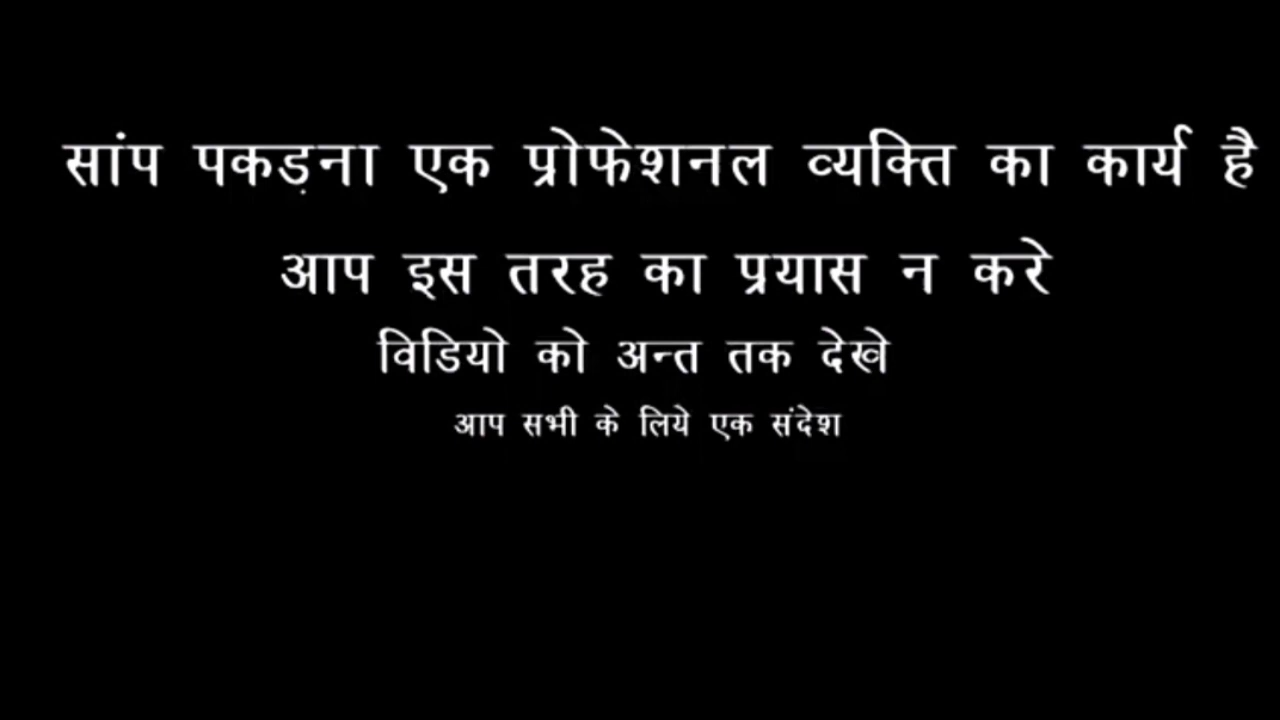 सांप पकड़ना एक प्रोफेशनल व्यक्ति का कार्य है
आप इस तरह का प्रयास न करे
विडियो को अन्त तक देखे
आप सभी के लिये एक संदेश